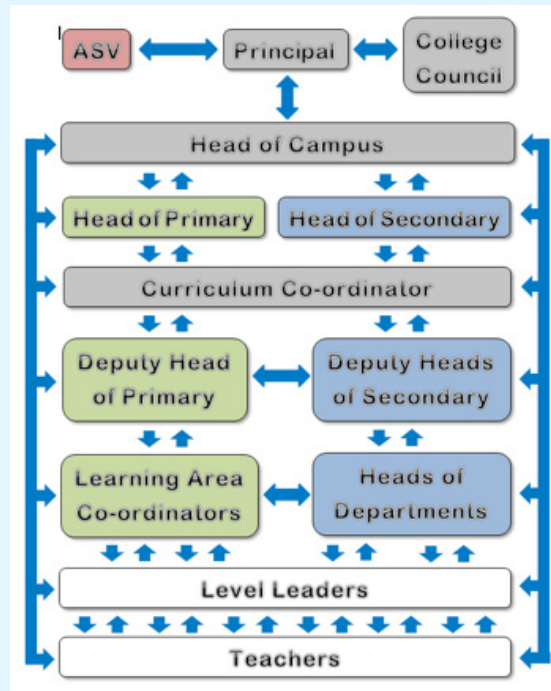 ASV
Principal
College
Council
Head of Campus
Head of Primary
Head of Secondary
Curriculum Co-ordinator
Deputy Head
of Primary
Deputy Heads
of Secondary
Learning Area
Co-ordinators
Heads of
Departments
Level Leaders
Teachers